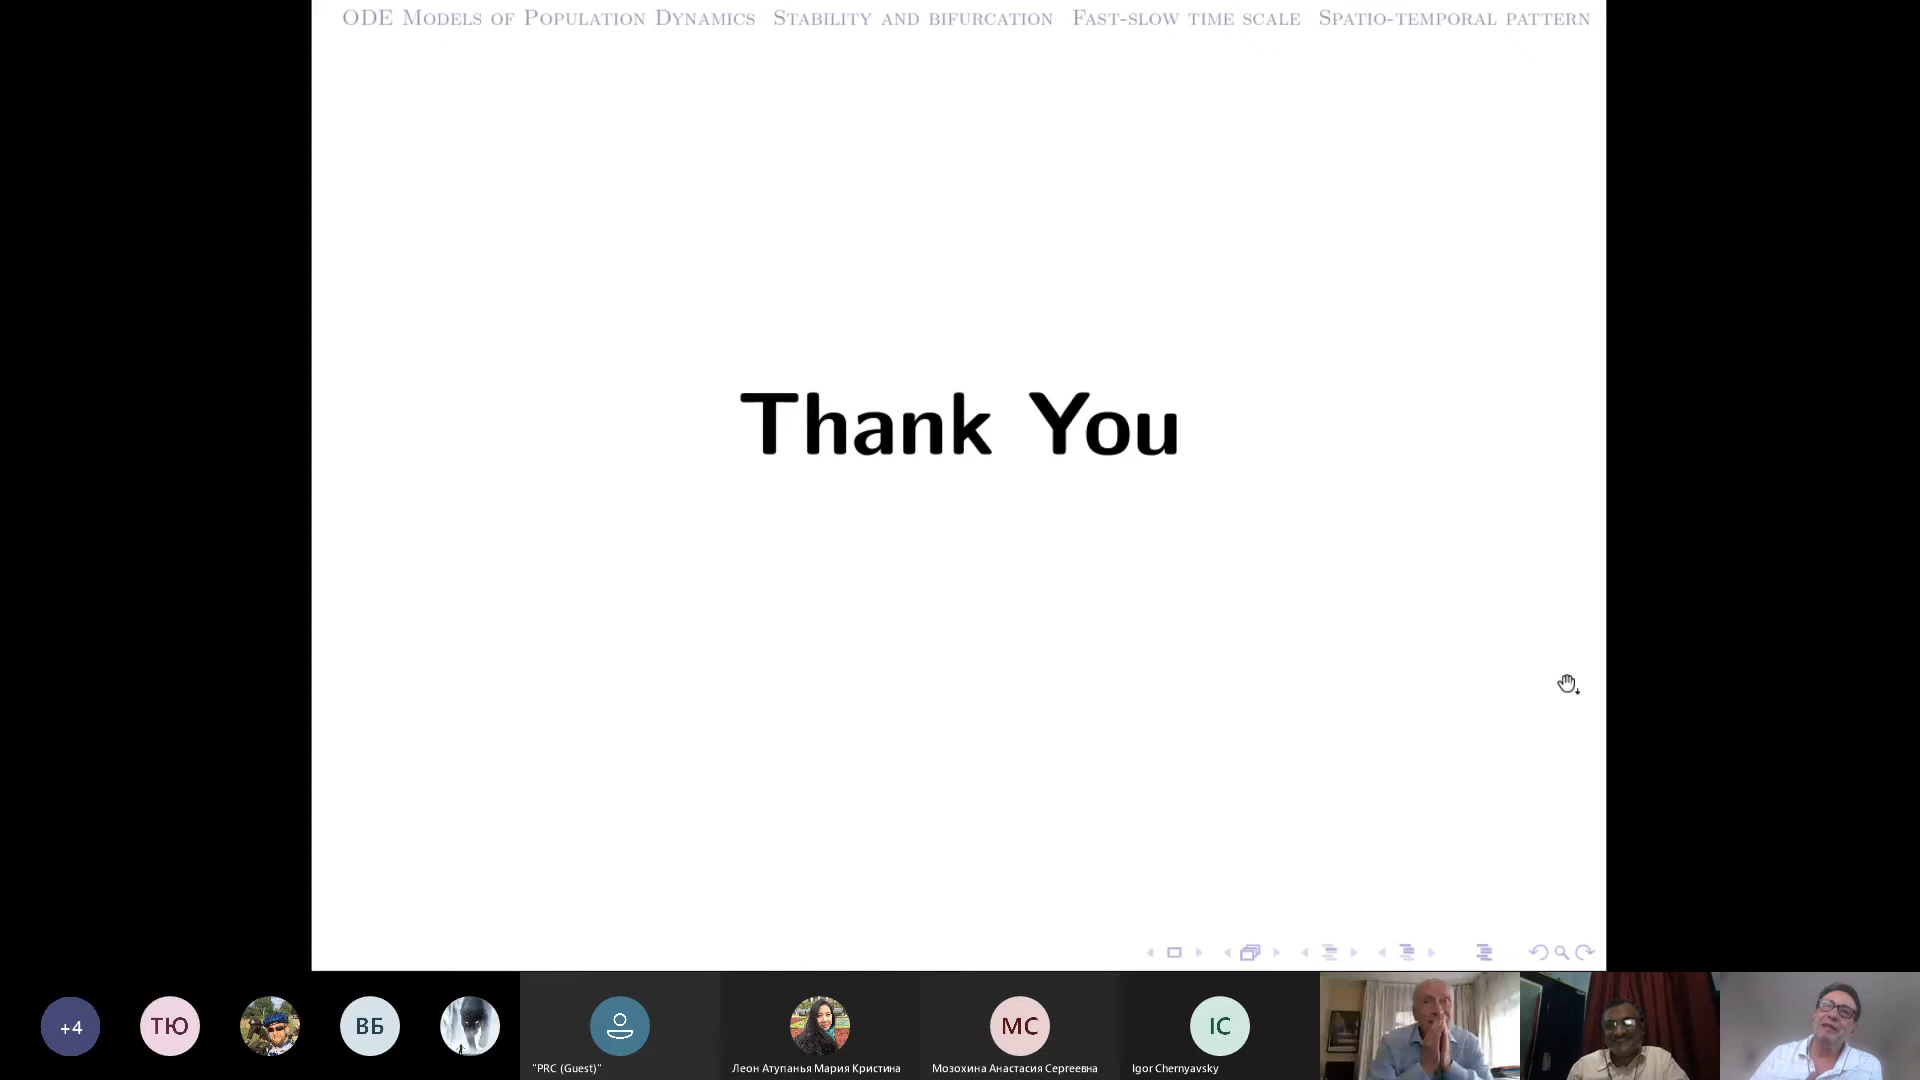 ODE Models of Population Dynamics Stability and bifurcation Fast-slow time scale Spatio-temporal pattern
Thank You
+4
ТЮ
ВБ
МС
IC
"PRC (Guest)"
Леон Атупанья Мария Кристина
Мозохина Анастасия Сергеевна
Igor Chernyavsky